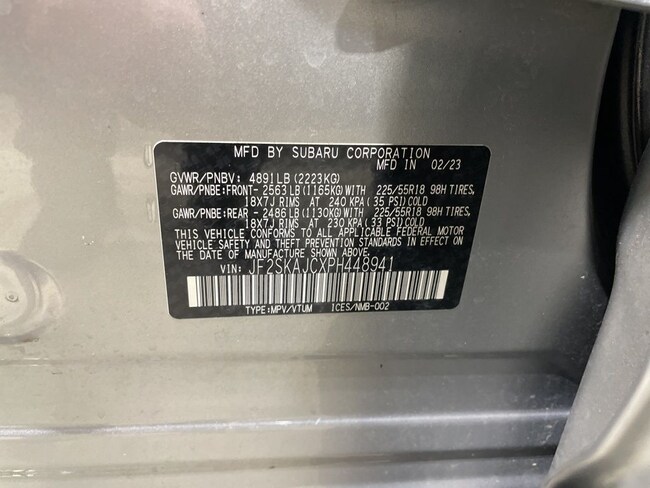 MFD BY SUBARU CORPORATION
MFD IN 02/23
GVWR/PNBV: 4891LB(2223KG)
GAWR/PNBE:FRONT- 2563LB(1165KG)WITH 225/55R18 98H TIRES,
18X7J RIMS AT 240 KPA(35 PSI)COLD
GAWR/PNBE:REAR - 2486LB(1130KG)WITH 225/55R18 98H TIRES,
18X7J RIMS AT 230 KPA(33 PSI)COLD
THIS VEHICLE CONFORMS TO ALL APPLICABLE FEDERAL MOTOR
VEHICLE SAFETY AND THEFT PREVENTION STANDARDS IN EFFECT ON
THE DATE OF MANUFACTURE SHOWN ABOVE.
VIN: JF2SKAJCXPH448941
TYPE:MPV/VTUM ICES/NMB-002